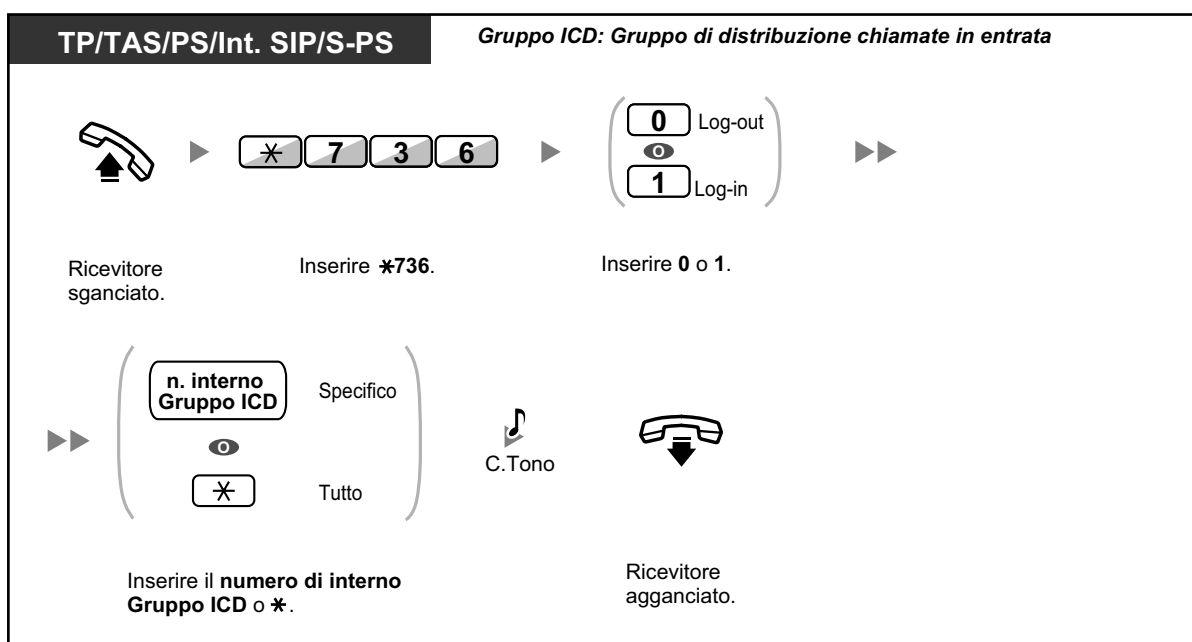 TP/TAS/PS/Int. SIP/S-PS
Gruppo ICD: Gruppo di distribuzione chiamate in entrata
* 7 3 6
0 Log-out
o
1 Log-in
Ricevitore
sganciato.
Inserire *736.
Inserire 0 o 1.
n. interno
Gruppo ICD
Specifico
o
* Tutto
C.Tono
Inserire il numero di interno
Gruppo ICD o *.
Ricevitore
agganciato.